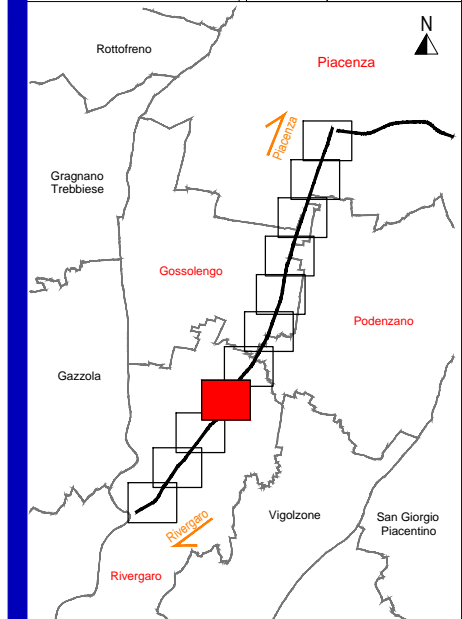 N
Rottofreno
Piacenza
Piacenza
Gragnano
Trebbiese
Gossolengo
Podenzano
Gazzola
Vigolzone
San Giorgio
Piacentino
Rivergaro
Rivergaro